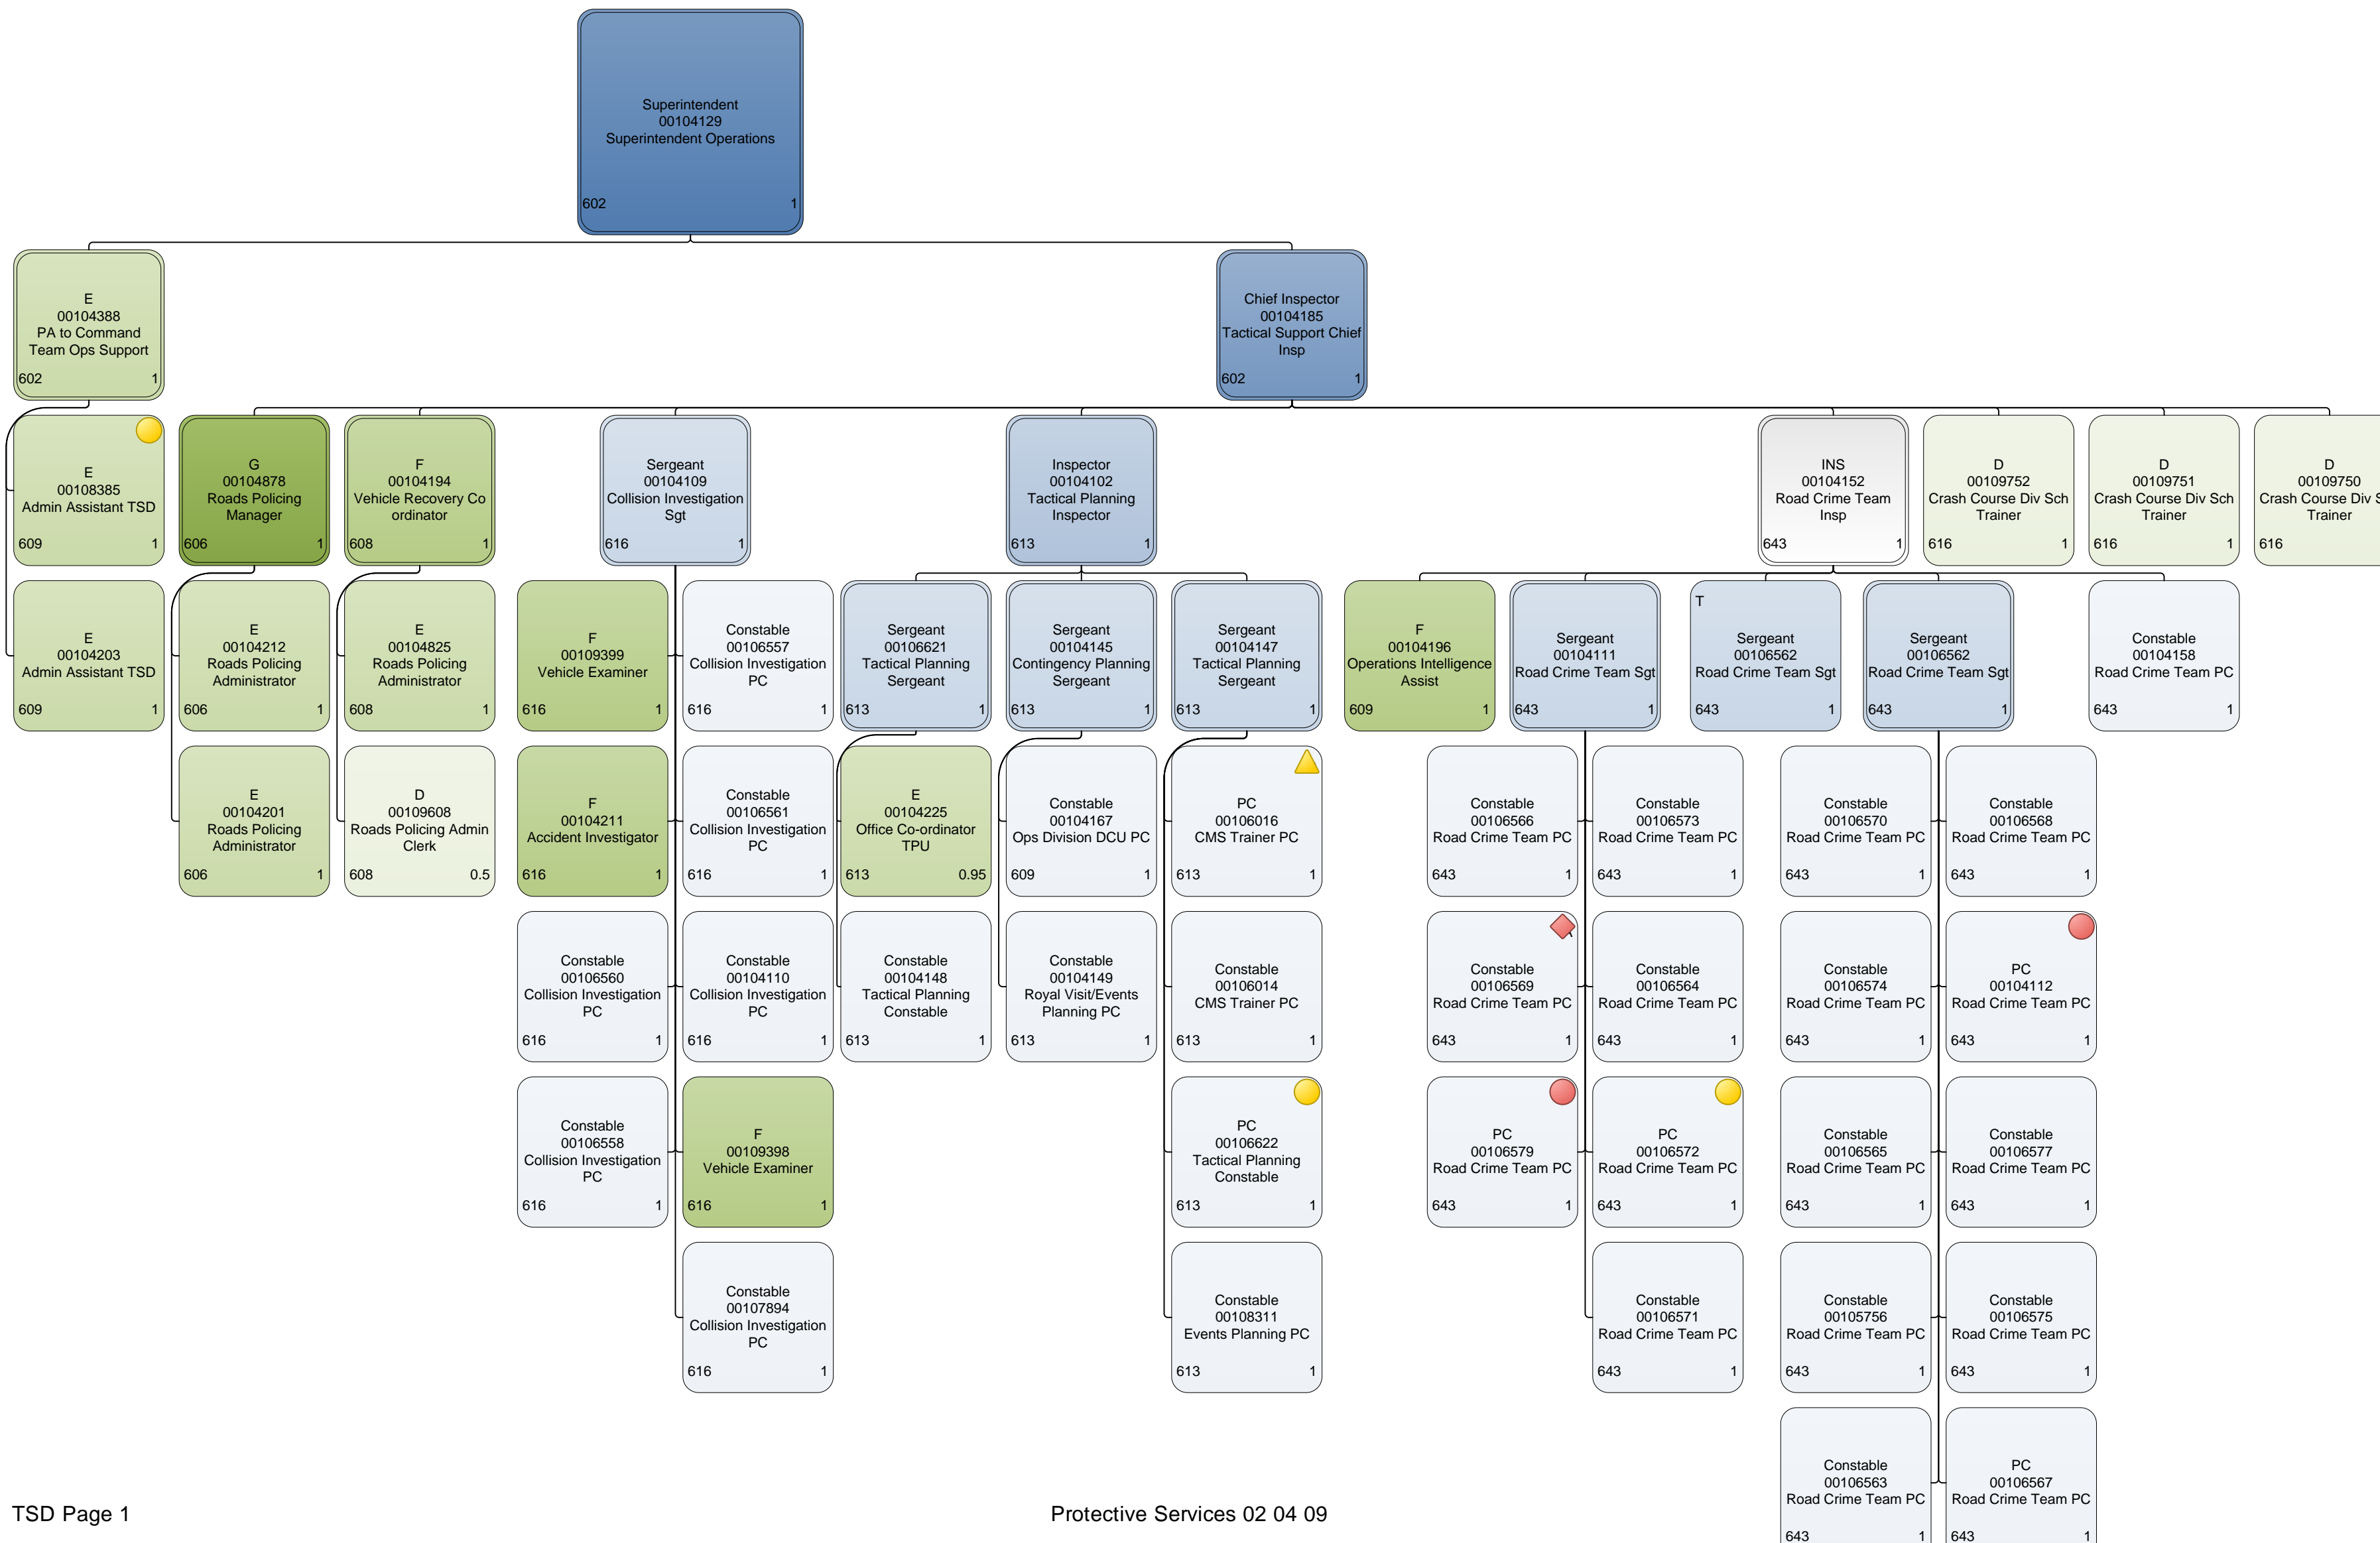 Superintendent
00104129
Superintendent Operations
602 1
E
00104388
PA to Command
Team Ops Support
602 1
Chief Inspector
00104185
Tactical Support Chief
Insp
602 1
E
00108385
Admin Assistant TSD
609 1
G
00104878
Roads Policing
Manager
606 1
F
00104194
Vehicle Recovery Co
ordinator
608 1
Sergeant
00104109
Collision Investigation
Sgt
616 1
Inspector
00104102
Tactical Planning
Inspector
613 1
INS
00104152
Road Crime Team
Insp
643 1
D
00109752
Crash Course Div Sch
Trainer
616 1
D
00109751
Crash Course Div Sch
Trainer
616 1
D
00109750
Crash Course Div S
Trainer
616
E
00104203
Admin Assistant TSD
609 1
E
00104212
Roads Policing
Administrator
606 1
E
00104825
Roads Policing
Administrator
608 1
F
00109399
Vehicle Examiner
616 1
Constable
00106557
Collision Investigation
PC
616 1
Sergeant
00106621
Tactical Planning
Sergeant
613 1
Sergeant
00104145
Contingency Planning
Sergeant
613 1
Sergeant
00104147
Tactical Planning
Sergeant
613 1
F
00104196
Operations Intelligence
Assist
609 1
Sergeant
00104111
Road Crime Team Sgt
643 1
T
Sergeant
00106562
Road Crime Team Sgt
643 1
Sergeant
00106562
Road Crime Team Sgt
643 1
Constable
00104158
Road Crime Team PC
643 1
E
00104201
Roads Policing
Administrator
606 1
D
00109608
Roads Policing Admin
Clerk
608 0.5
F
00104211
Accident Investigator
616 1
Constable
00106561
Collision Investigation
PC
616 1
E
00104225
Office Co-ordinator
TPU
613 0.95
Constable
00104167
Ops Division DCU PC
609 1
PC
00106016
CMS Trainer PC
613 1
Constable
00106566
Road Crime Team PC
643 1
Constable
00106573
Road Crime Team PC
643 1
Constable
00106570
Road Crime Team PC
643 1
Constable
00106568
Road Crime Team PC
643 1
Constable
00106560
Collision Investigation
PC
616 1
Constable
00104110
Collision Investigation
PC
616 1
Constable
00104148
Tactical Planning
Constable
613 1
Constable
00104149
Royal Visit/Events
Planning PC
613 1
Constable
00106014
CMS Trainer PC
613 1
Constable
00106569
Road Crime Team PC
643 1
Constable
00106564
Road Crime Team PC
643 1
Constable
00106574
Road Crime Team PC
643 1
PC
00104112
Road Crime Team PC
643 1
Constable
00106558
Collision Investigation
PC
616 1
F
00109398
Vehicle Examiner
616 1
PC
00106622
Tactical Planning
Constable
613 1
PC
00106579
Road Crime Team PC
643 1
PC
00106572
Road Crime Team PC
643 1
Constable
00106565
Road Crime Team PC
643 1
Constable
00106577
Road Crime Team PC
643 1
Constable
00107894
Collision Investigation
PC
616 1
Constable
00108311
Events Planning PC
613 1
Constable
00106571
Road Crime Team PC
643 1
Constable
00105756
Road Crime Team PC
643 1
Constable
00106575
Road Crime Team PC
643 1
Constable
00106563
Road Crime Team PC
643 1
PC
00106567
Road Crime Team PC
643 1
TSD Page 1
Protective Services 02 04 09